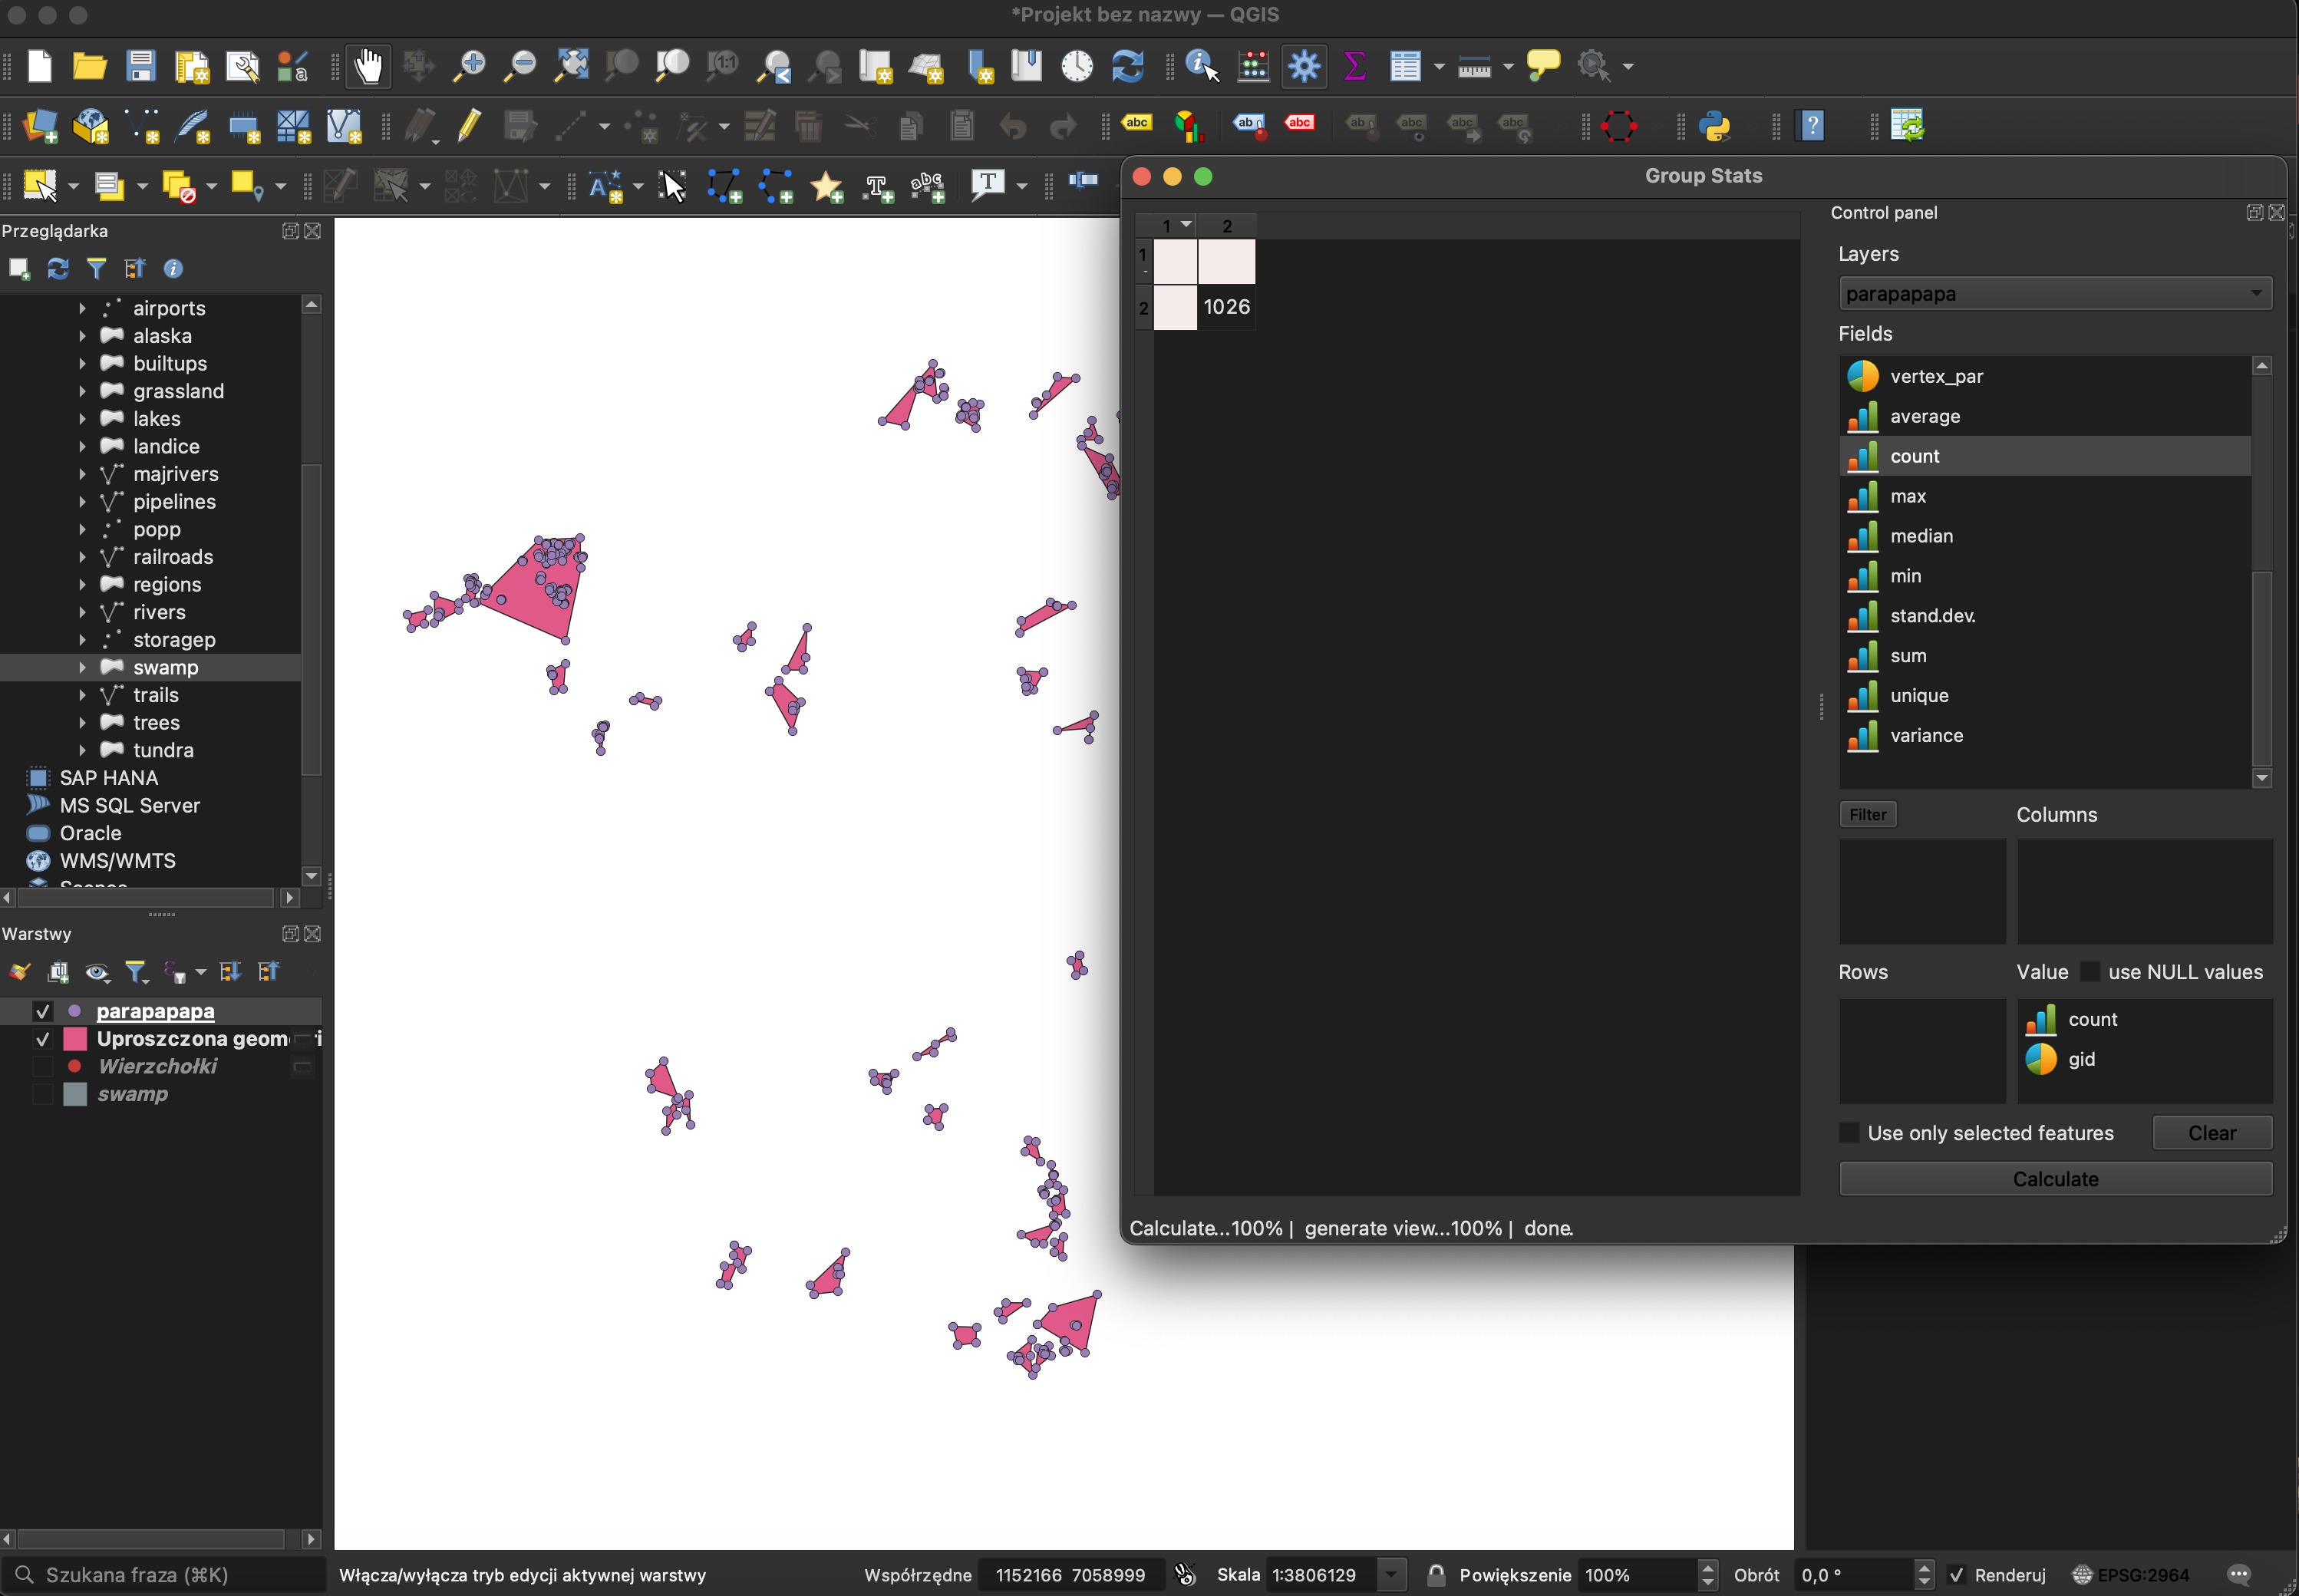 *Projekt bez nazwy — QGIS
Przeglądarka
airports
alaska
builtups
grassland
lakes
landice
majrivers
pipelines
popp
railroads
regions
rivers
storagep
swamp
trails
trees
tundra
SAP HANA
MS SQL Server
Oracle
WMS/WMTS
Warstwy
parapapapa
Uproszczona geom
Wierzchołki
swamp
Group Stats
1 2
1
2 1026
Control panel
Layers
parapapapa
Fields
vertex_par
average
count
max
median
min
stand.dev.
sum
unique
variance
Filter Columns
Rows Value use NULL values
count
gid
Use only selected features Clear
Calculate
Calculate...100% | generate view...100% | done.
Szukana fraza (⌘K) Włącza/wyłącza tryb edycji aktywnej warstwy Współrzędne 1152166 7058999 Skala 1:3806129 Powiększenie 100% Obrót 0,0 ° Renderuj EPSG:2964